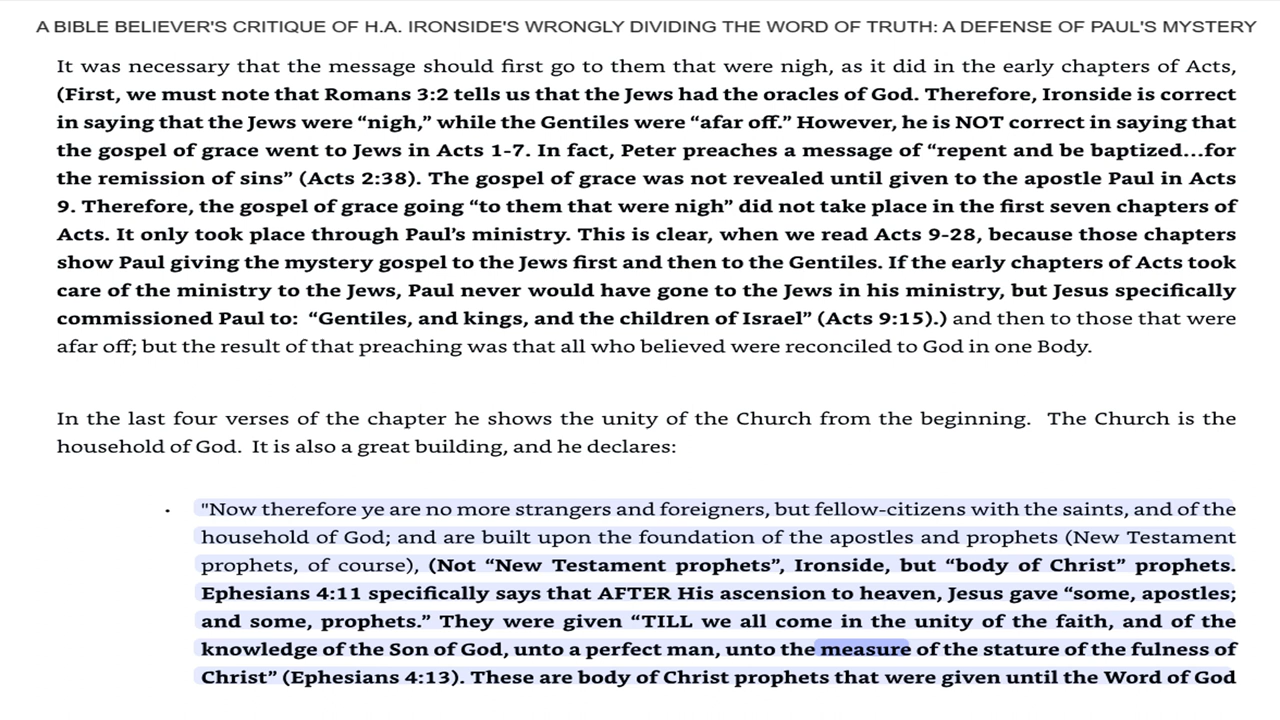 A BIBLE BELIEVER'S CRITIQUE OF H.A. IRONSIDE'S WRONGLY DIVIDING THE WORD OF TRUTH: A DEFENSE OF PAUL'S MYSTERY
It was necessary that the message should first go to them that were nigh, as it did in the early chapters of Acts,
(First, we must note that Romans 3:2 tells us that the Jews had the oracles of God. Therefore, Ironside is correct
in saying that the Jews were “nigh,” while the Gentiles were “afar off.” However, he is NOT correct in saying that
the gospel of grace went to Jews in Acts 1-7. In fact, Peter preaches a message of “repent and be baptized…for
the remission of sins” (Acts 2:38). The gospel of grace was not revealed until given to the apostle Paul in Acts
9. Therefore, the gospel of grace going “to them that were nigh” did not take place in the first seven chapters of
Acts. It only took place through Paul’s ministry. This is clear, when we read Acts 9-28, because those chapters
show Paul giving the mystery gospel to the Jews first and then to the Gentiles. If the early chapters of Acts took
care of the ministry to the Jews, Paul never would have gone to the Jews in his ministry, but Jesus specifically
commissioned Paul to: “Gentiles, and kings, and the children of Israel” (Acts 9:15).) and then to those that were
afar off; but the result of that preaching was that all who believed were reconciled to God in one Body.
In the last four verses of the chapter he shows the unity of the Church from the beginning. The Church is the
household of God. It is also a great building, and he declares:
· "Now therefore ye are no more strangers and foreigners, but fellow-citizens with the saints, and of the
household of God; and are built upon the foundation of the apostles and prophets (New Testament
prophets, of course), (Not “New Testament prophets”, Ironside, but “body of Christ” prophets.
Ephesians 4:11 specifically says that AFTER His ascension to heaven, Jesus gave “some, apostles;
and some, prophets.” They were given “TILL we all come in the unity of the faith, and of the
knowledge of the Son of God, unto a perfect man, unto the measure of the stature of the fulness of
Christ” (Ephesians 4:13). These are body of Christ prophets that were given until the Word of God